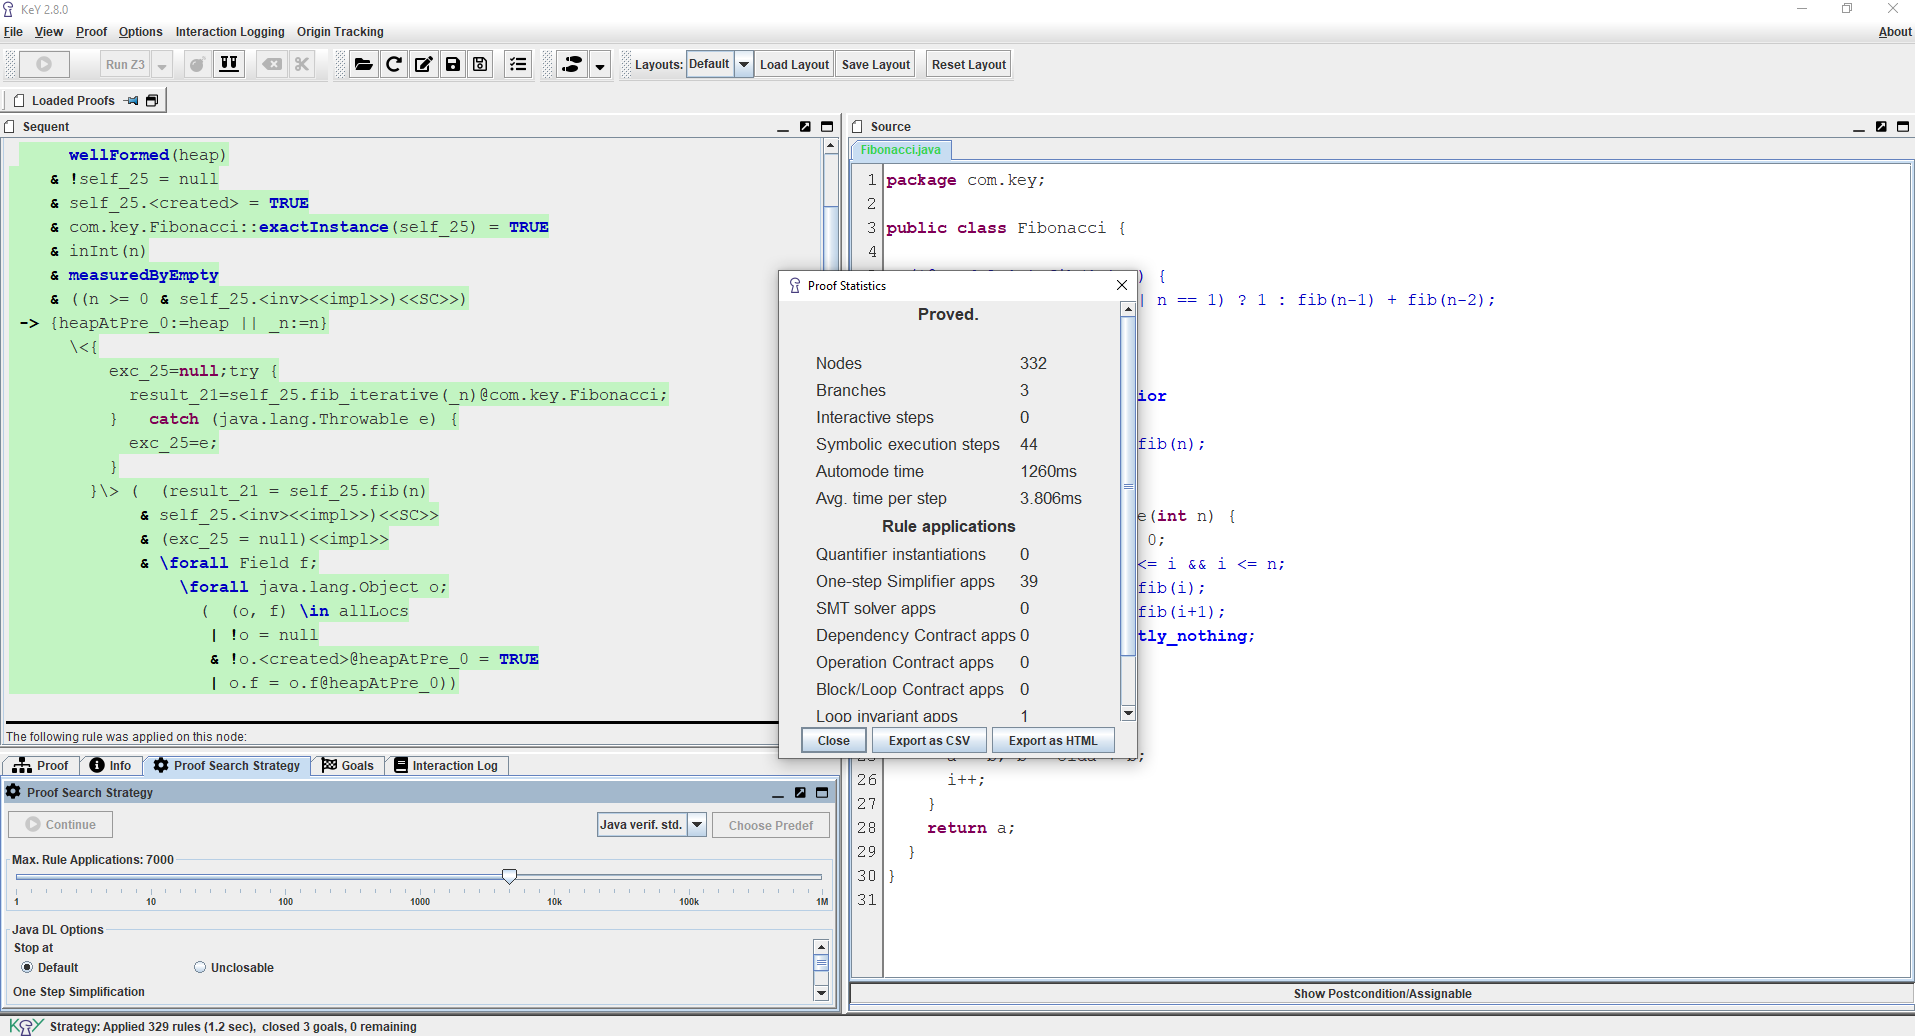 KeY 2.8.0
File View Proof Options Interaction Logging Origin Tracking About
Run Z3 Layouts: Default Load Layout Save Layout Reset Layout
Loaded Proofs
Sequent
wellFormed(heap)
& !self_25 = null
& self_25.<created> = TRUE
& com.key.Fibonacci::exactInstance(self_25) = TRUE
& inInt(n)
& measuredByEmpty
& ((n >= 0 & self_25.<inv><<impl>>)<<SC>>)
-> {heapAtPre_0:=heap || _n:=n}
\<{
exc_25=null;try {
result_21=self_25.fib_iterative(_n)@com.key.Fibonacci;
} catch (java.lang.Throwable e) {
exc_25=e;
}
}\> ( (result_21 = self_25.fib(n)
& self_25.<inv><<impl>>)<<SC>>
& (exc_25 = null)<<impl>>
& \forall Field f;
\forall java.lang.Object o;
( (o, f) \in allLocs
| !o = null
& !o.<created>@heapAtPre_0 = TRUE
| o.f = o.f@heapAtPre_0))
The following rule was applied on this node:
Proof Info Proof Search Strategy Goals Interaction Log
Proof Search Strategy
Continue Java verif. std. Choose Predef
Max. Rule Applications: 7000
1 10 100 1000 10k 100k 1M
Java DL Options
Stop at
Default Unclosable
One Step Simplification
Proof Statistics
Proved.
Nodes 332
Branches 3
Interactive steps 0
Symbolic execution steps 44
Automode time 1260ms
Avg. time per step 3.806ms
Rule applications
Quantifier instantiations 0
One-step Simplifier apps 39
SMT solver apps 0
Dependency Contract apps 0
Operation Contract apps 0
Block/Loop Contract apps 0
Loop invariant apps 1
Close Export as CSV Export as HTML
Source
Fibonacci.java
1 package com.key;
2
3 public class Fibonacci {
4
) {
n == 1) ? 1 : fib(n-1) + fib(n-2);
ior
fib(n);
e(int n) {
0;
<= i && i <= n;
fib(i);
fib(i+1);
tly_nothing;
26 i++;
27 }
28 return a;
29 }
30 }
31
Show Postcondition/Assignable
KeY Strategy: Applied 329 rules (1.2 sec), closed 3 goals, 0 remaining